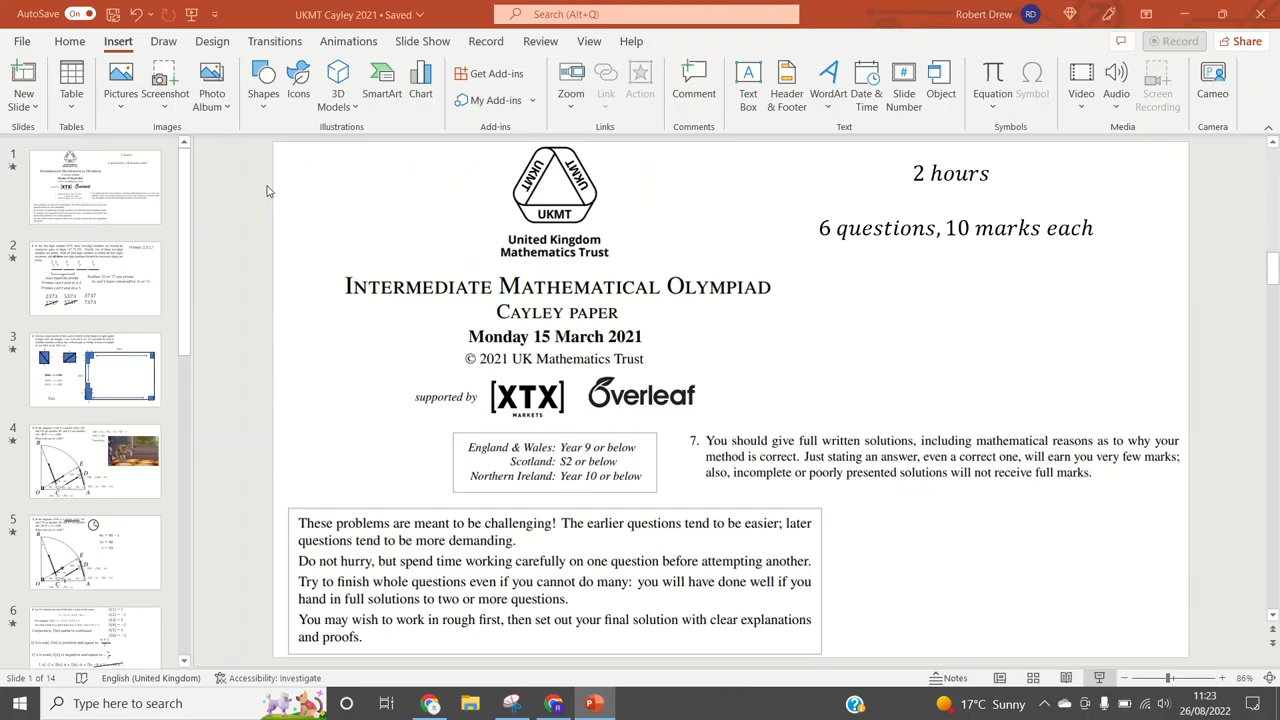 AutoSave On UKMT Cayley 2021 • Saved Search (Alt+Q) Robert Drew RD
File Home Insert Draw Design Transitions Animations Slide Show Record Review View Help Record Share
New Slide Table Pictures Screenshot Photo Album Shapes Icons 3D Models SmartArt Chart Get Add-ins My Add-ins Zoom Link Action Comment Text Box Header & Footer WordArt Date & Time Slide Number Object Equation Symbol Video Audio Screen Recording Cameo
Slides Tables Images Illustrations Add-ins Links Comments Text Symbols Media Camera
2
3
4
5
6
UKMT UKMT UKMT
United Kingdom
Mathematics Trust
2 hours
6 questions, 10 marks each
INTERMEDIATE MATHEMATICAL OLYMPIAD
CAYLEY PAPER
Monday 15 March 2021
© 2021 UK Mathematics Trust
supported by XTX MARKETS Overleaf
England & Wales: Year 9 or below
Scotland: S2 or below
Northern Ireland: Year 10 or below
7. You should give full written solutions, including mathematical reasons as to why your
method is correct. Just stating an answer, even a correct one, will earn you very few marks;
also, incomplete or poorly presented solutions will not receive full marks.
These problems are meant to be challenging! The earlier questions tend to be easier; later
questions tend to be more demanding.
Do not hurry, but spend time working carefully on one question before attempting another.
Try to finish whole questions even if you cannot do many: you will have done well if you
hand in full solutions to two or more questions.
You may wish to work in rough first, then set out your final solution with clear explanations
and proofs.
Slide 1 of 14 English (United Kingdom) Accessibility: Investigate Notes 86%
Type here to search 17°C Sunny 11:23
26/08/2022